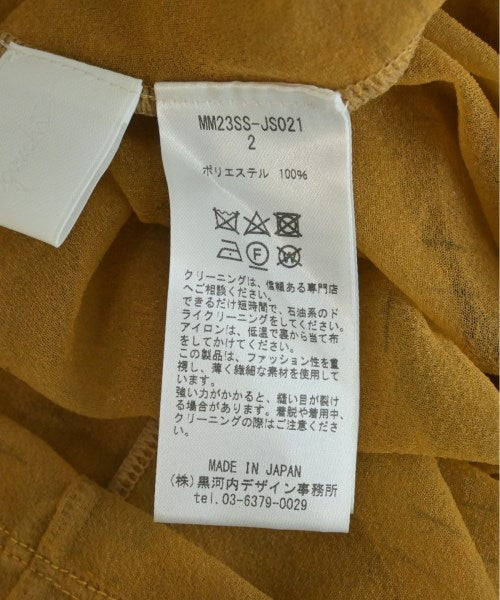 MM23SS-JS021
2
ポリエステル 100%
クリーニングは、信頼ある専門店
へご相談ください。
できるだけ短時間で、石油系のド
ライクリーニングをしてください。
アイロンは、低温で裏から当て布
をしてかけてください。
この製品は、ファッション性を重
視し、薄く繊細な素材を使用して
います。
強い力がかかると、縫い目が裂け
る場合があります。着脱や着用中、
クリーニングの際はご注意くださ
い。
MADE IN JAPAN
(株)黒河内デザイン事務所
tel.03-6379-0029